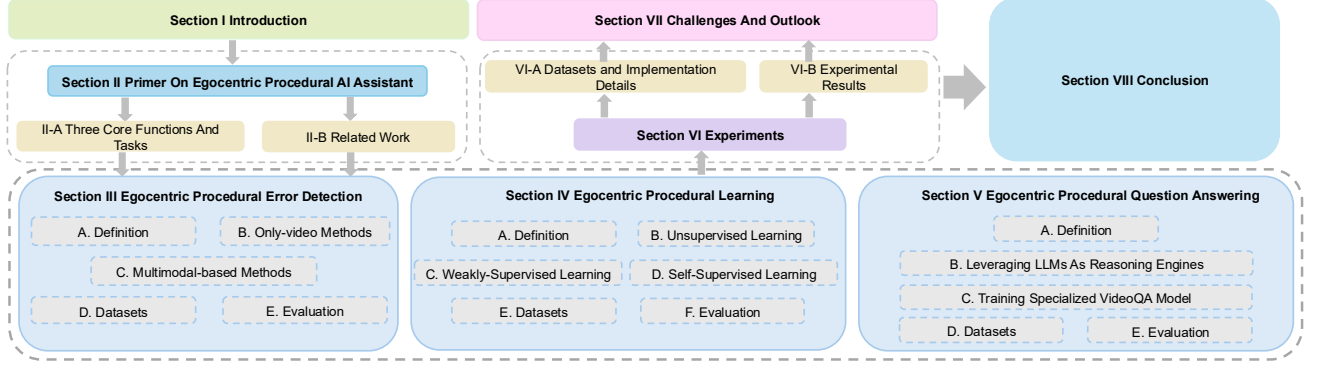 Section I Introduction
Section II Primer On Egocentric Procedural AI Assistant
II-A Three Core Functions And
Tasks
II-B Related Work
Section VII Challenges And Outlook
VI-A Datasets and Implementation
Details
VI-B Experimental
Results
Section VI Experiments
Section VIII Conclusion
Section III Egocentric Procedural Error Detection
A. Definition
B. Only-video Methods
C. Multimodal-based Methods
D. Datasets
E. Evaluation
Section IV Egocentric Procedural Learning
A. Definition
B. Unsupervised Learning
C. Weakly-Supervised Learning
D. Self-Supervised Learning
E. Datasets
F. Evaluation
Section V Egocentric Procedural Question Answering
A. Definition
B. Leveraging LLMs As Reasoning Engines
C. Training Specialized VideoQA Model
D. Datasets
E. Evaluation